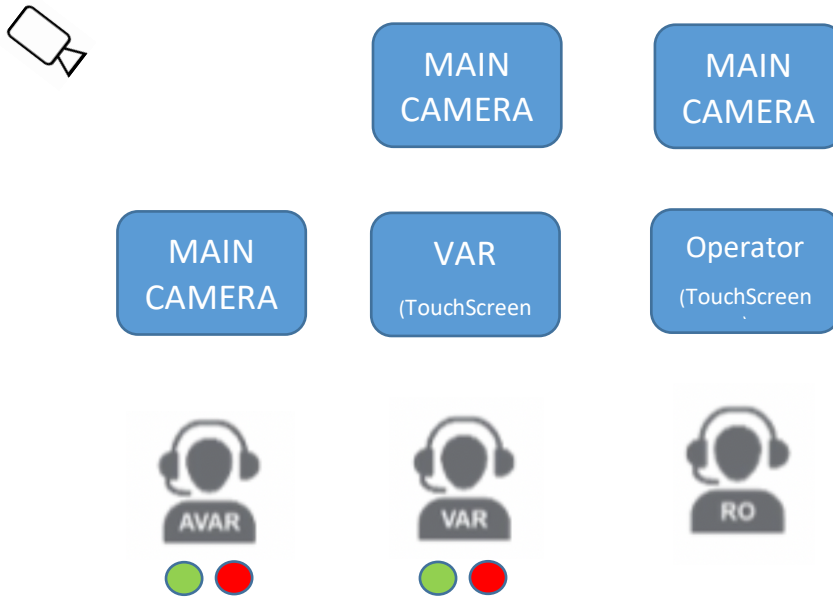 MAIN
CAMERA
MAIN
CAMERA
MAIN
CAMERA
VAR
(TouchScreen
Operator
(TouchScreen
AVAR
VAR
RO